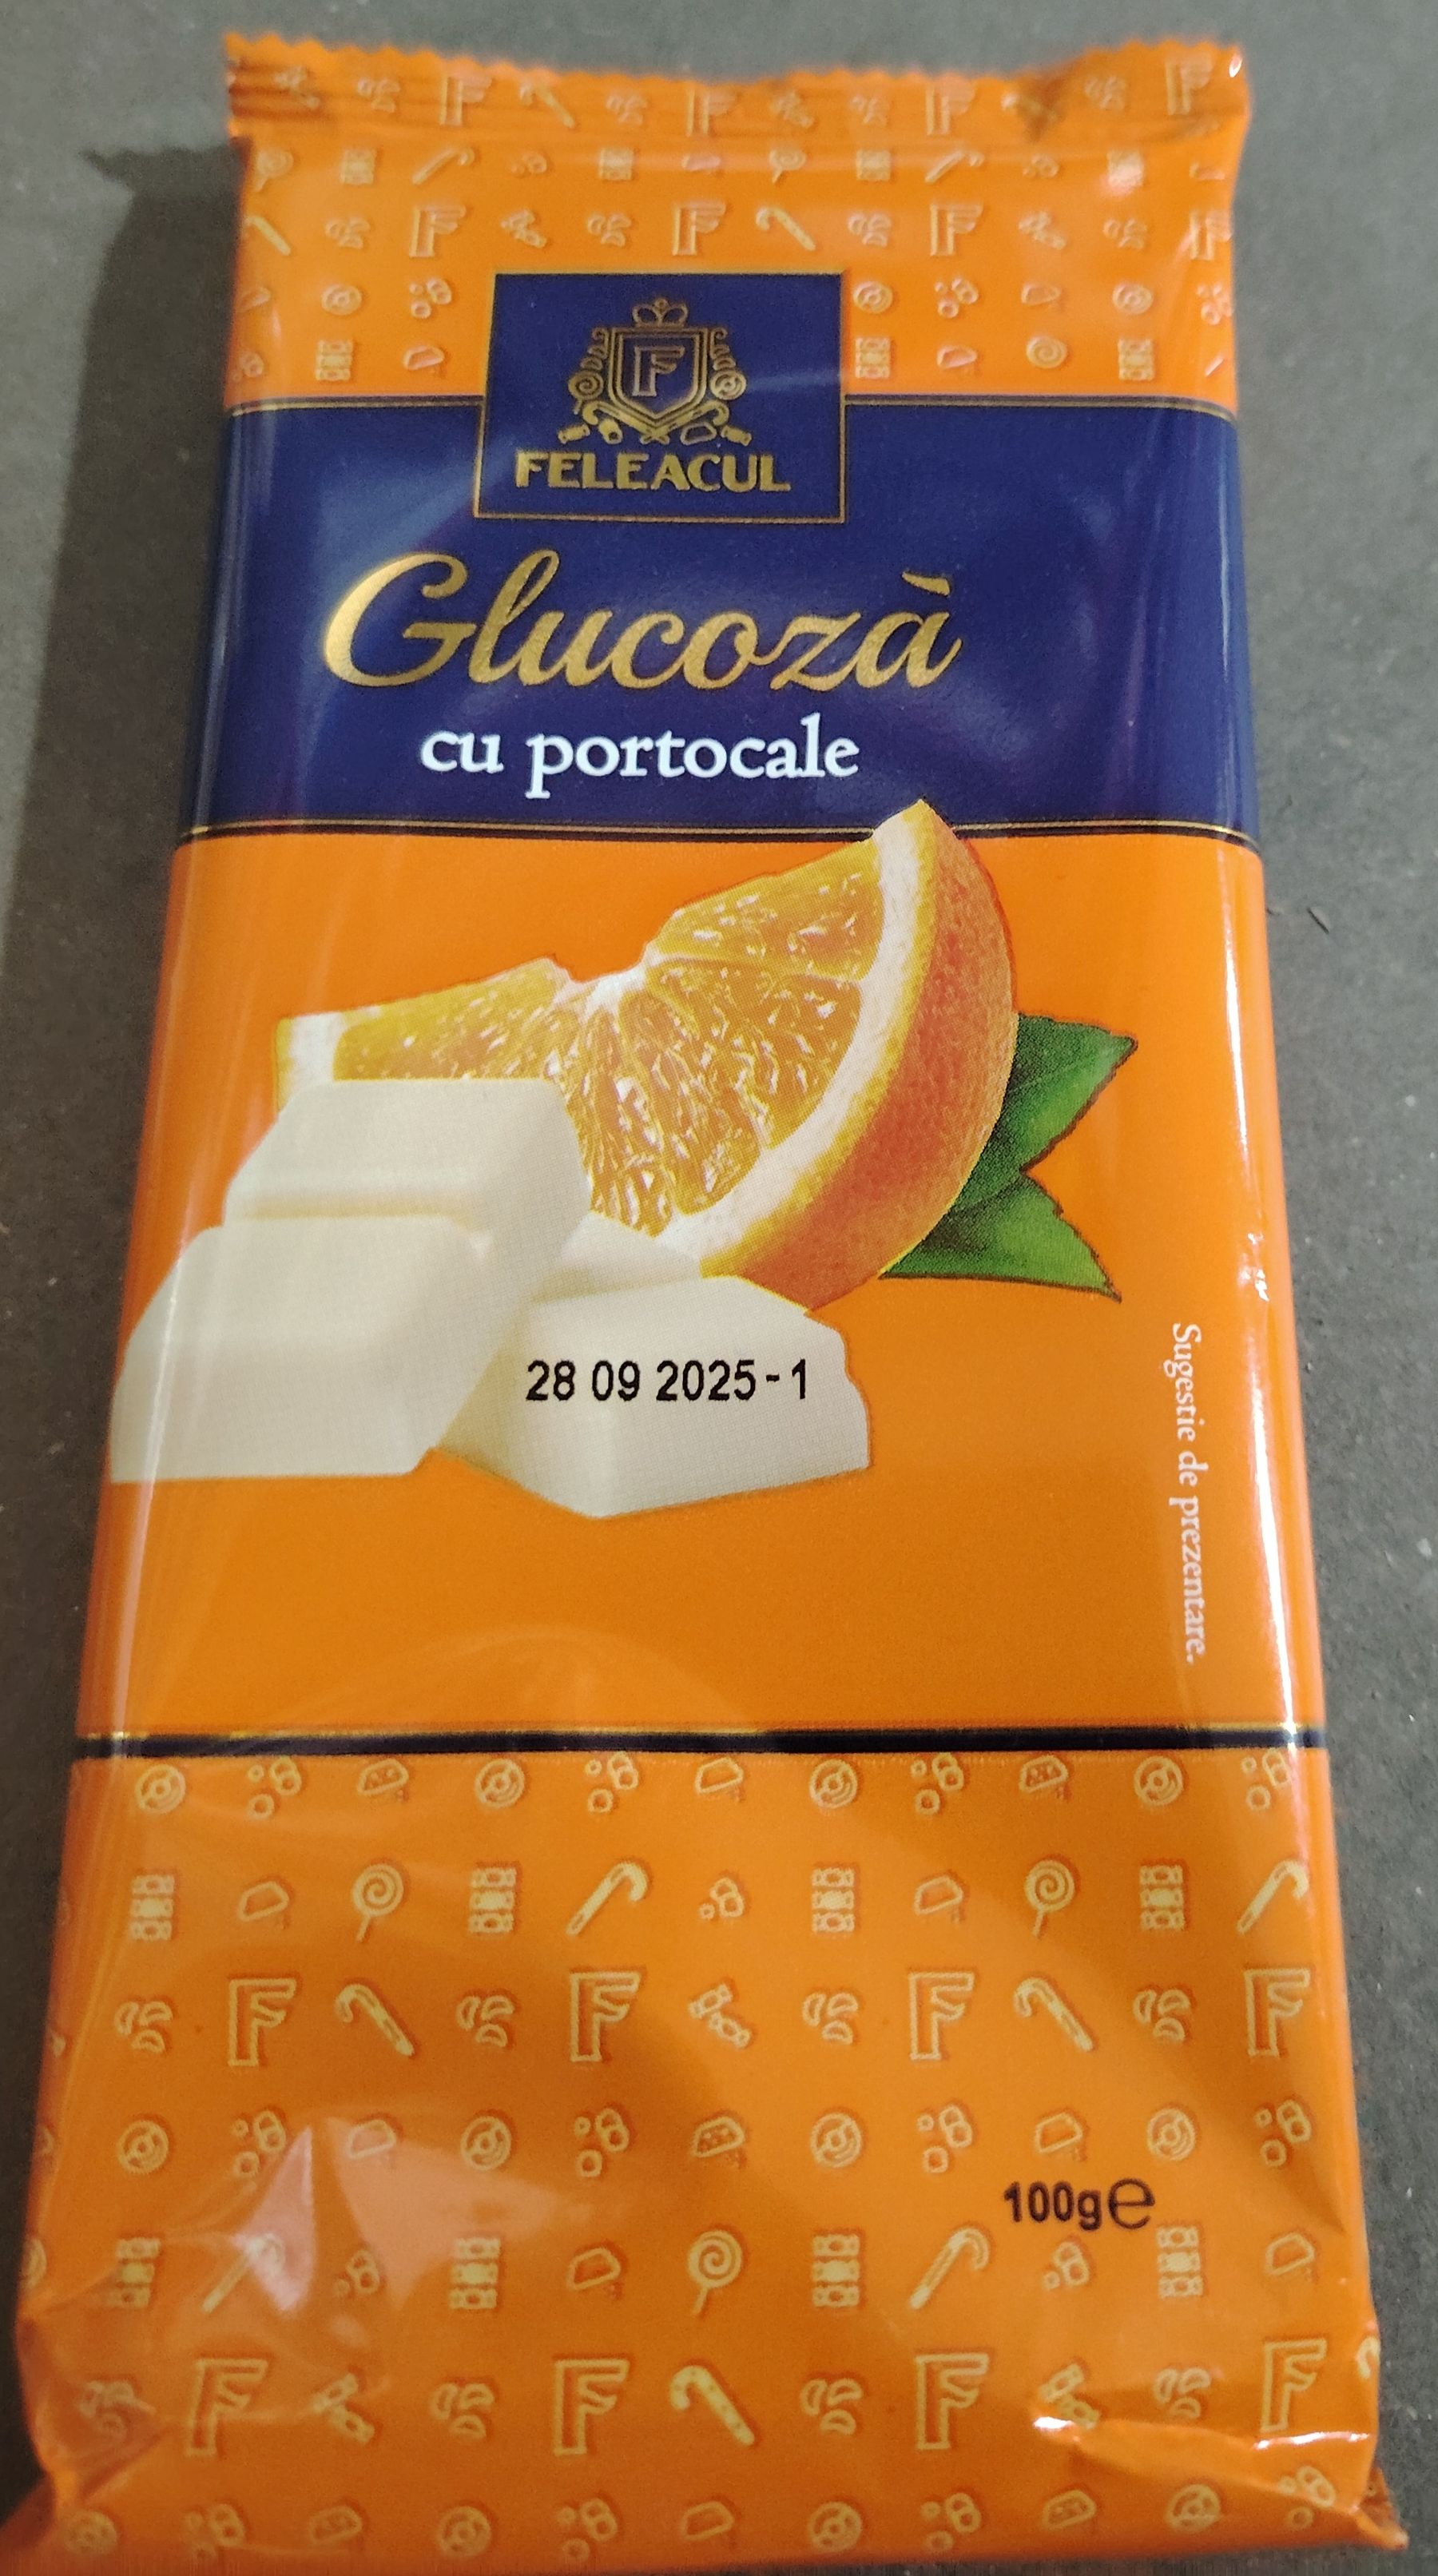 F
FELEACUL
Glucozà
cu portocale
28 09 2025-1
Sugestie de prezentare.
100g℮